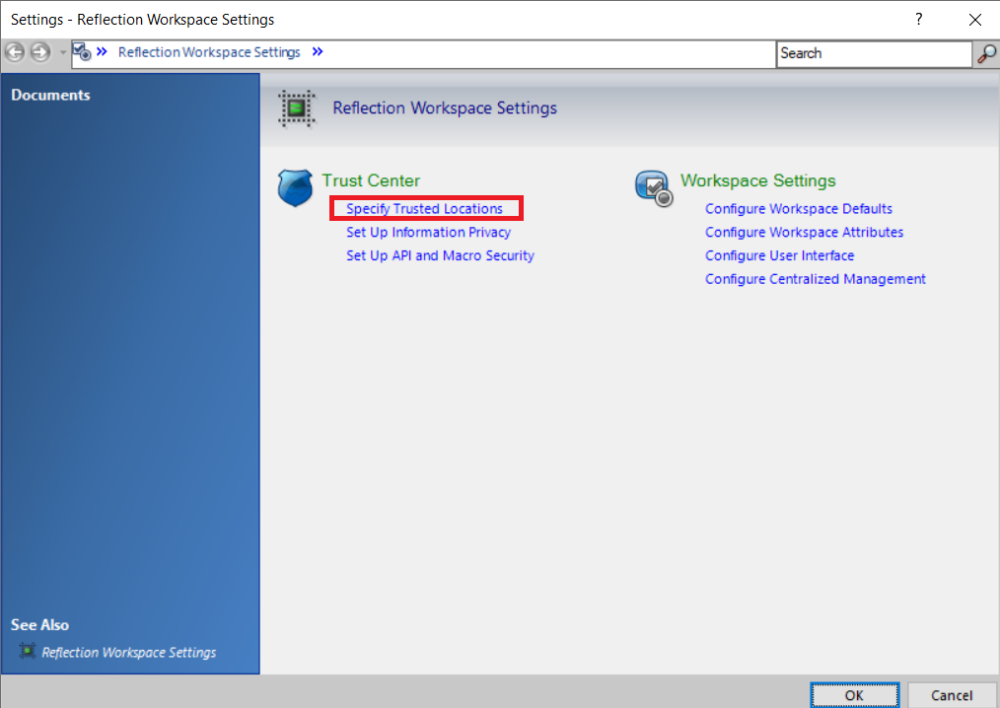 Settings - Reflection Workspace Settings
?
Reflection Workspace Settings
Search
Documents
Reflection Workspace Settings
Trust Center
Specify Trusted Locations
Set Up Information Privacy
Set Up API and Macro Security
Workspace Settings
Configure Workspace Defaults
Configure Workspace Attributes
Configure User Interface
Configure Centralized Management
See Also
Reflection Workspace Settings
OK
Cancel